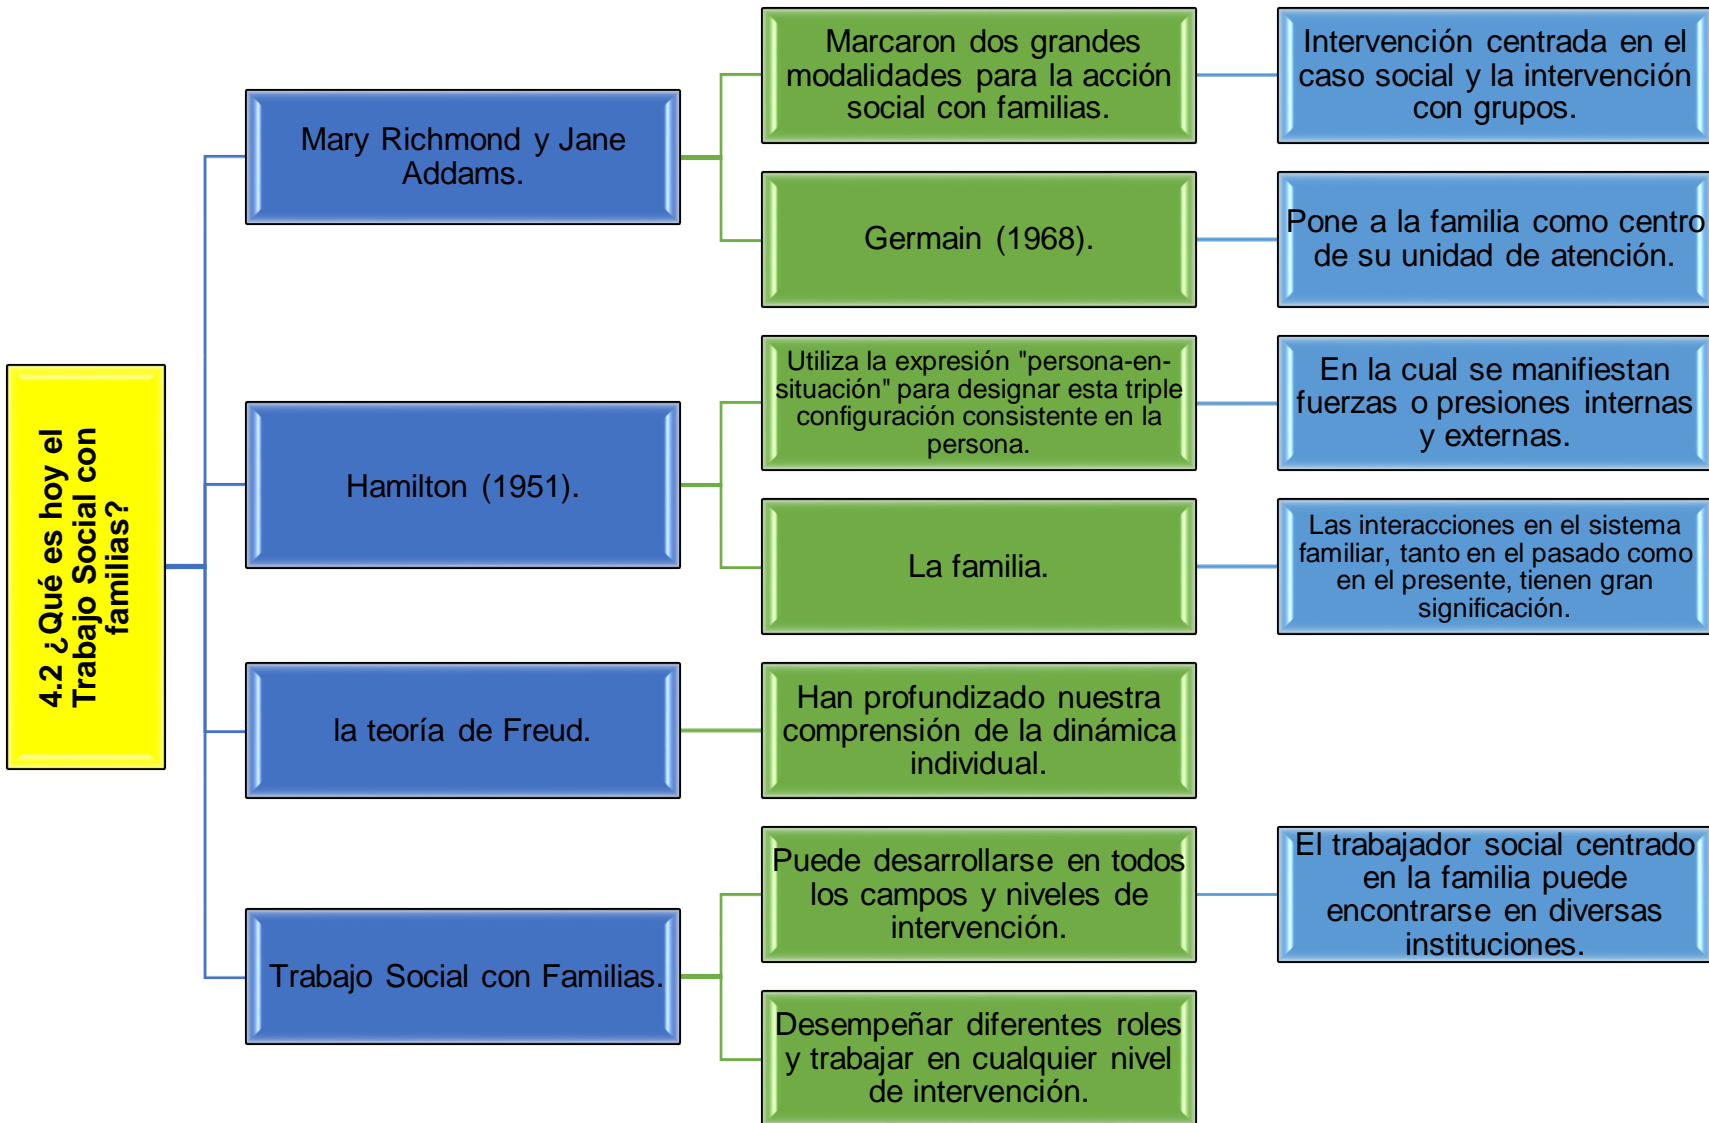 4.2 ¿Qué es hoy el
Trabajo Social con
familias?
Mary Richmond y Jane
Addams.
Marcaron dos grandes
modalidades para la acción
social con familias.
Intervención centrada en el
caso social y la intervención
con grupos.
Germain (1968).
Pone a la familia como centro
de su unidad de atención.
Hamilton (1951).
Utiliza la expresión "persona-en-
situación" para designar esta triple
configuración consistente en la
persona.
En la cual se manifiestan
fuerzas o presiones internas
y externas.
La familia.
Las interacciones en el sistema
familiar, tanto en el pasado como
en el presente, tienen gran
significación.
la teoría de Freud.
Han profundizado nuestra
comprensión de la dinámica
individual.
Trabajo Social con Familias.
Puede desarrollarse en todos
los campos y niveles de
intervención.
El trabajador social centrado
en la familia puede
encontrarse en diversas
instituciones.
Desempeñar diferentes roles
y trabajar en cualquier nivel
de intervención.